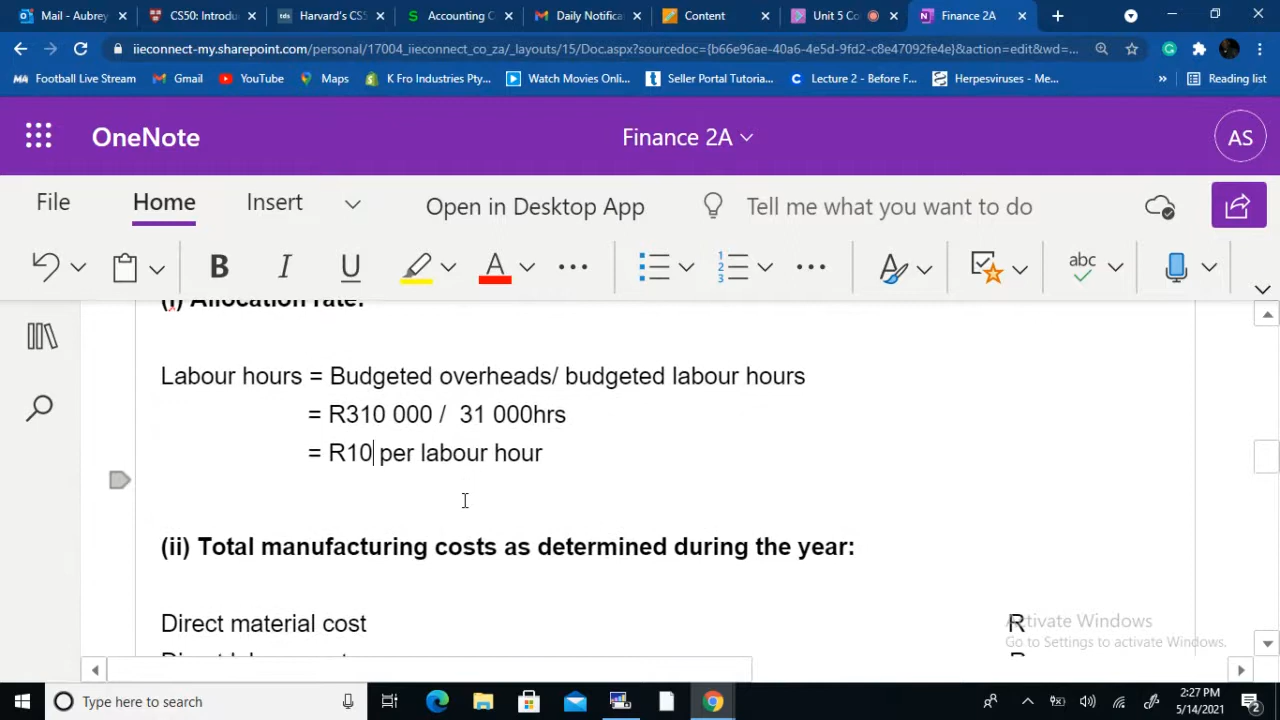 Mail - Aubrey
CS50: Introdu
Harvard's CS5
Accounting C
Daily Notifica
Content
Unit 5 Co
Finance 2A
iieconnect-my.sharepoint.com/personal/17004_iieconnect_co_za/_layouts/15/Doc.aspx?sourcedoc={b66e96ae-40a6-4e5d-9fd2-c8e47092fe4e}&action=edit&wd=...
Football Live Stream
Gmail
YouTube
Maps
K Fro Industries Pty...
Watch Movies Onl...
Seller Portal Tutoria...
Lecture 2 - Before F...
Herpesviruses - Me...
»
Reading list
OneNote
Finance 2A
AS
File
Home
Insert
Open in Desktop App
Tell me what you want to do
B
I
U
A
abc
(i) Allocation rate:
Labour hours = Budgeted overheads/ budgeted labour hours
= R310 000 / 31 000hrs
= R10 per labour hour
(ii) Total manufacturing costs as determined during the year:
Direct material cost R
Activate Windows
Go to Settings to activate Windows.
Type here to search
2:27 PM
5/14/2021
2